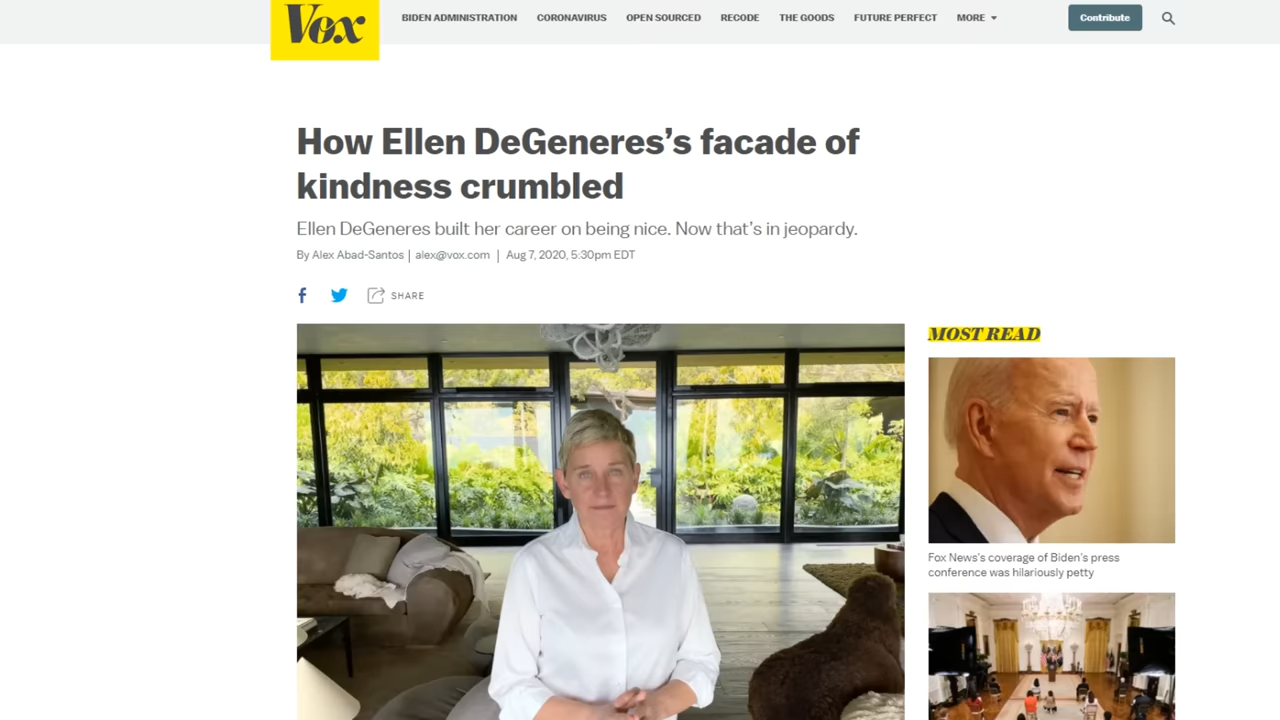 Vox
BIDEN ADMINISTRATION
CORONAVIRUS
OPEN SOURCED
RECODE
THE GOODS
FUTURE PERFECT
MORE
Contribute
How Ellen DeGeneres’s facade of
kindness crumbled
Ellen DeGeneres built her career on being nice. Now that’s in jeopardy.
By Alex Abad-Santos | alex@vox.com | Aug 7, 2020, 5:30pm EDT
SHARE
MOST READ
Fox News’s coverage of Biden’s press
conference was hilariously petty